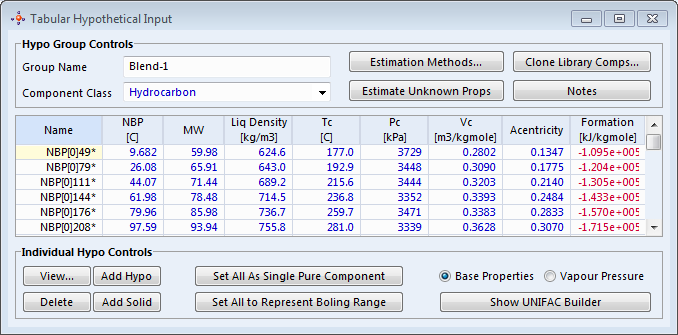 Tabular Hypothetical Input
Hypo Group Controls
Group Name Blend-1 Estimation Methods... Clone Library Comps...
Component Class Hydrocarbon Estimate Unknown Props Notes
Name NBP MW Liq Density Tc Pc Vc Acentricity Formation
[C] [kg/m3] [C] [kPa] [m3/kgmole] [kJ/kgmole]
NBP[0]49* 9.682 59.98 624.6 177.0 3729 0.2802 0.1347 -1.095e+005
NBP[0]79* 26.08 65.91 643.0 192.9 3448 0.3090 0.1775 -1.204e+005
NBP[0]111* 44.07 71.44 689.2 215.6 3444 0.3203 0.2140 -1.305e+005
NBP[0]144* 61.98 78.48 714.5 236.8 3352 0.3393 0.2484 -1.433e+005
NBP[0]176* 79.96 85.98 736.7 259.7 3471 0.3383 0.2833 -1.570e+005
NBP[0]208* 97.59 93.94 755.8 281.0 3339 0.3628 0.3070 -1.715e+005
Individual Hypo Controls
View... Add Hypo Set All As Single Pure Component Base Properties Vapour Pressure
Delete Add Solid Set All to Represent Boling Range Show UNIFAC Builder